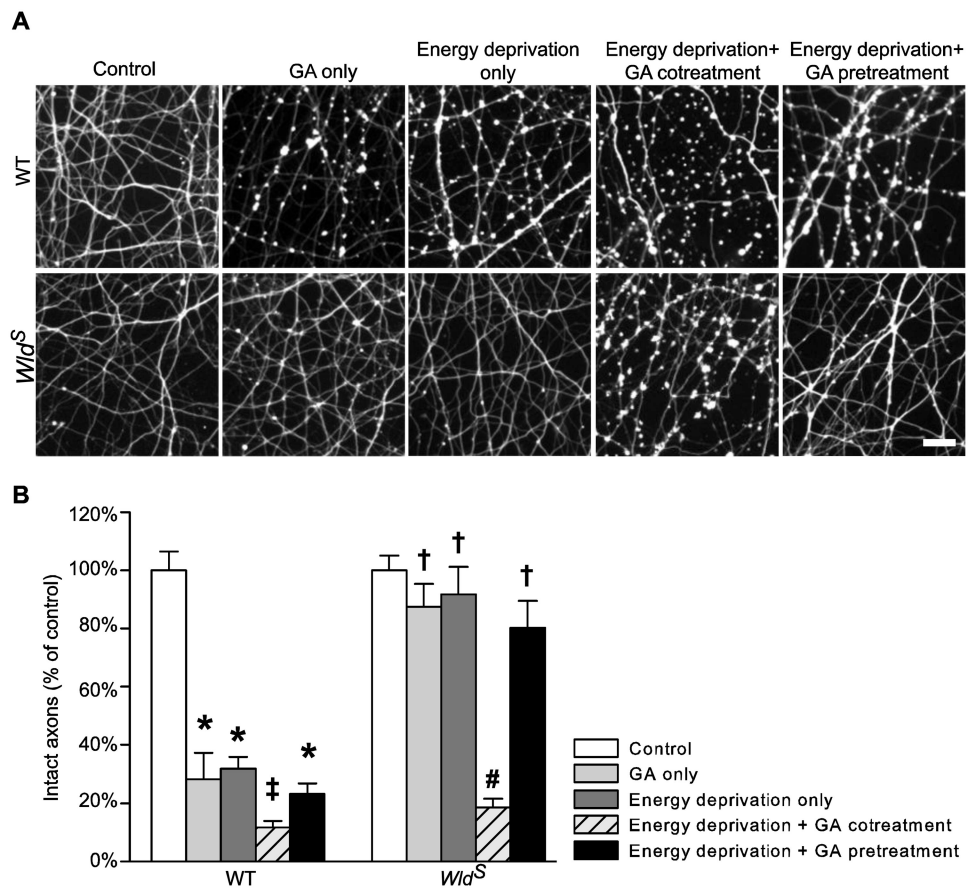 A
Control
GA only
Energy deprivation
only
Energy deprivation+
GA cotreatment
Energy deprivation+
GA pretreatment
WT
Wld^S
B
Intact axons (% of control)
120%
100%
80%
60%
40%
20%
0%
* * ‡ *
† † # †
WT
Wld^S
Control
GA only
Energy deprivation only
Energy deprivation + GA cotreatment
Energy deprivation + GA pretreatment